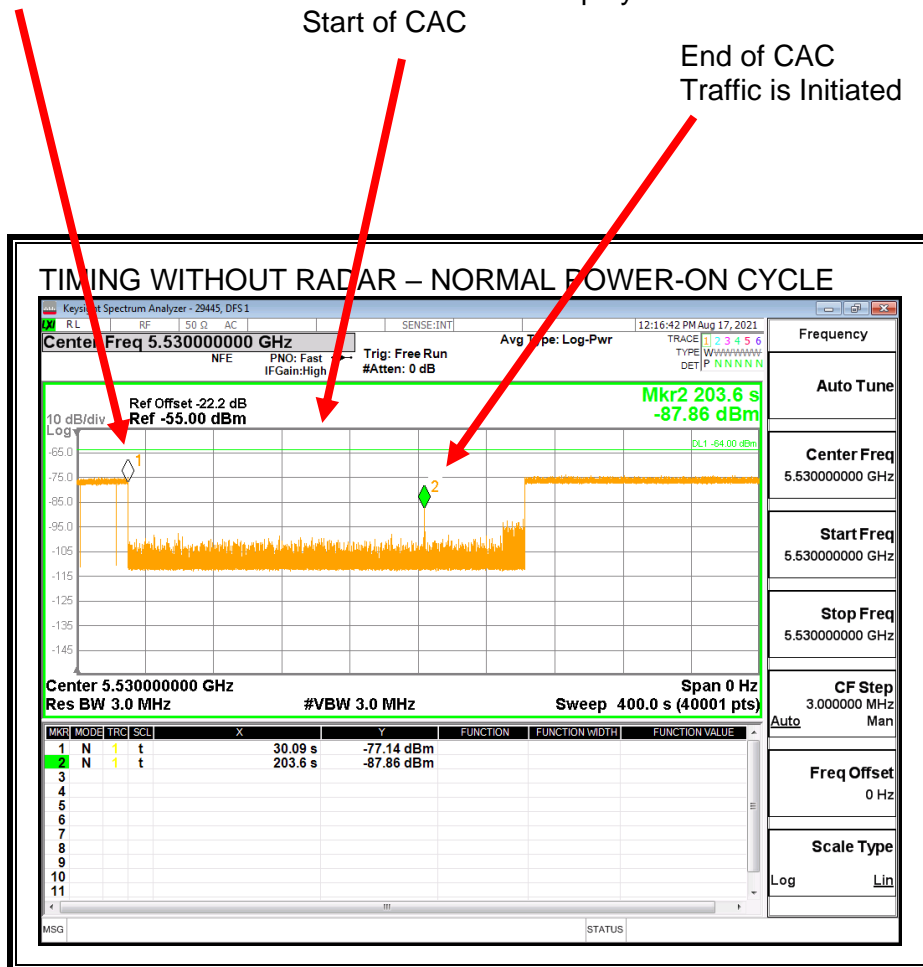 Start of CAC
End of CAC
Traffic is Initiated
TIMING WITHOUT RADAR – NORMAL POWER-ON CYCLE
Keysight Spectrum Analyzer - 29445, DFS 1
LXI RL RF 50 Ω AC SENSE:INT 12:16:42 PM Aug 17, 2021
Center Freq 5.530000000 GHz
NFE
PNO: Fast
IFGain:High
Trig: Free Run
#Atten: 0 dB
Avg Type: Log-Pwr
TRACE 1 2 3 4 5 6
TYPE WWWWWW
DET P N N N N N
Ref Offset -22.2 dB
10 dB/div Ref -55.00 dBm
Log
Mkr2 203.6 s
-87.86 dBm
DL1 -64.00 dBm
-65.0
-75.0
-85.0
-95.0
-105
-115
-125
-135
-145
1
2
Center 5.530000000 GHz Span 0 Hz
Res BW 3.0 MHz #VBW 3.0 MHz Sweep 400.0 s (40001 pts)
MKR MODE TRC SCL X Y FUNCTION FUNCTION WIDTH FUNCTION VALUE
1 N 1 t 30.09 s -77.14 dBm
2 N 1 t 203.6 s -87.86 dBm
3
4
5
6
7
8
9
10
11
MSG STATUS
Frequency
Auto Tune
Center Freq
5.530000000 GHz
Start Freq
5.530000000 GHz
Stop Freq
5.530000000 GHz
CF Step
3.000000 MHz
Auto Man
Freq Offset
0 Hz
Scale Type
Log Lin